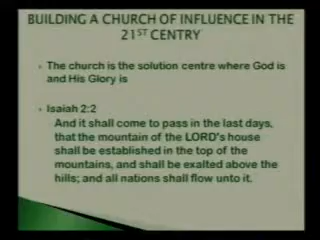 BUILDING A CHURCH OF INFLUENCE IN THE
21ST CENTRY
The church is the solution centre where God is
and His Glory is
Isaiah 2:2
And it shall come to pass in the last days,
that the mountain of the LORD's house
shall be established in the top of the
mountains, and shall be exalted above the
hills; and all nations shall flow unto it.